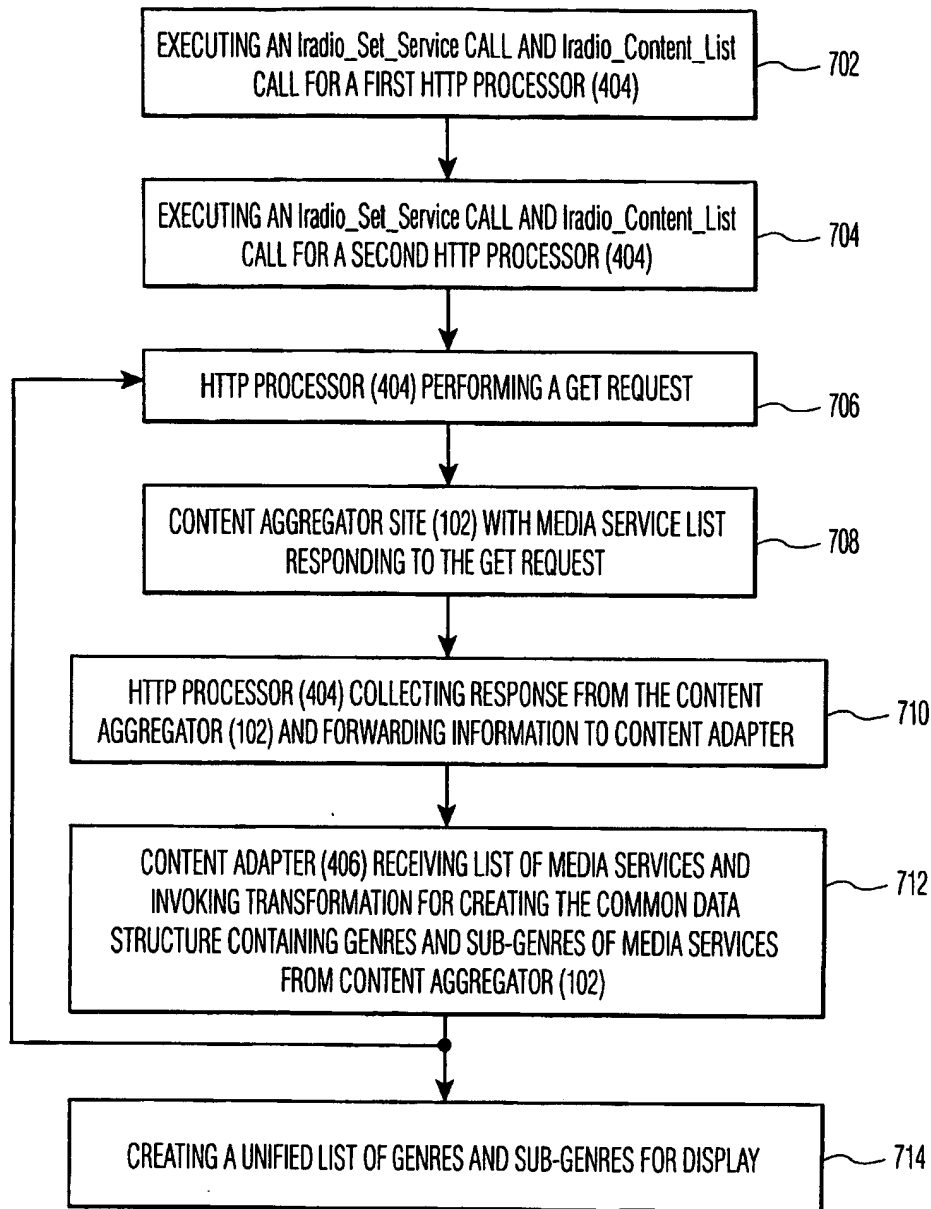 EXECUTING AN Iradio_Set_Service CALL AND Iradio_Content_List
CALL FOR A FIRST HTTP PROCESSOR (404)
702
EXECUTING AN Iradio_Set_Service CALL AND Iradio_Content_List
CALL FOR A SECOND HTTP PROCESSOR (404)
704
HTTP PROCESSOR (404) PERFORMING A GET REQUEST
706
CONTENT AGGREGATOR SITE (102) WITH MEDIA SERVICE LIST
RESPONDING TO THE GET REQUEST
708
HTTP PROCESSOR (404) COLLECTING RESPONSE FROM THE CONTENT
AGGREGATOR (102) AND FORWARDING INFORMATION TO CONTENT ADAPTER
710
CONTENT ADAPTER (406) RECEIVING LIST OF MEDIA SERVICES AND
INVOKING TRANSFORMATION FOR CREATING THE COMMON DATA
STRUCTURE CONTAINING GENRES AND SUB-GENRES OF MEDIA SERVICES
FROM CONTENT AGGREGATOR (102)
712
CREATING A UNIFIED LIST OF GENRES AND SUB-GENRES FOR DISPLAY
714